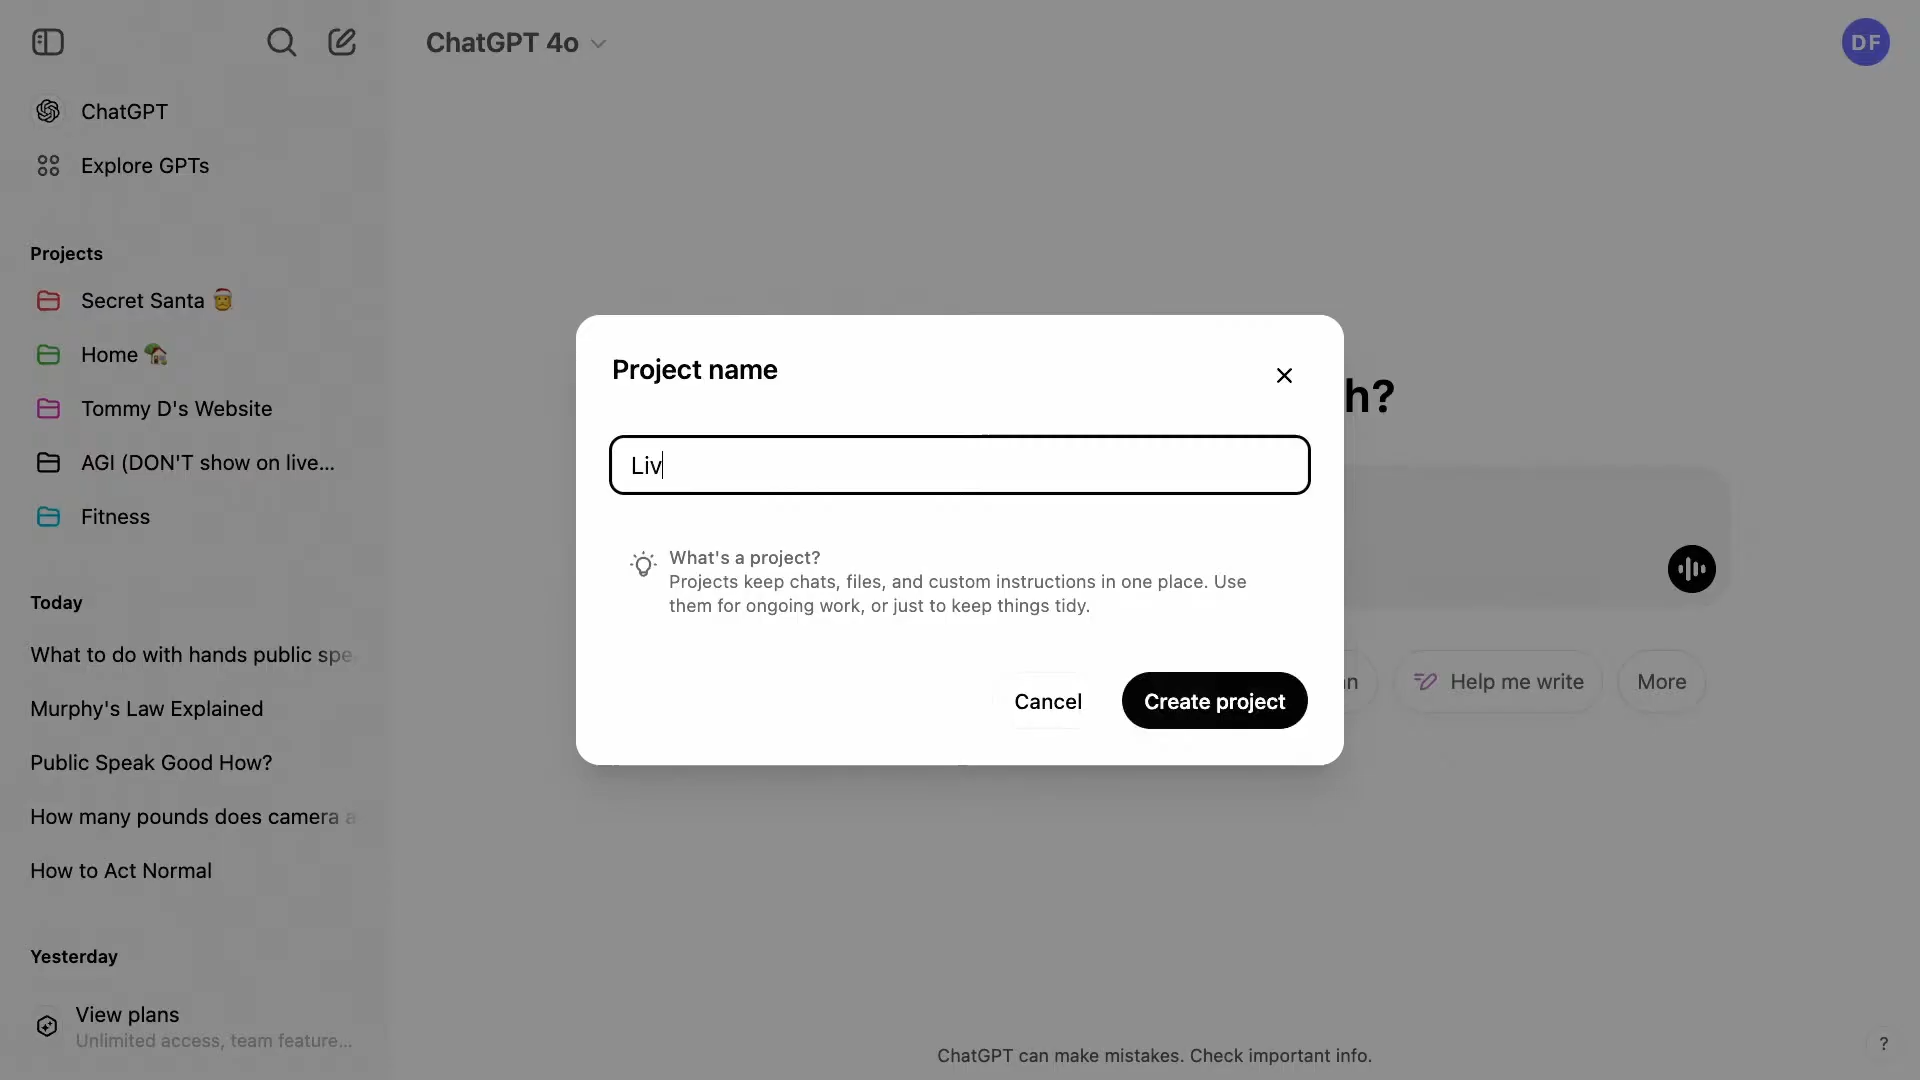 ChatGPT 4o
DF
ChatGPT
Explore GPTs
Projects
Secret Santa 🎅
Home 🏡
Tommy D's Website
AGI (DON'T show on live...
Fitness
Today
What to do with hands public spe
Murphy's Law Explained
Public Speak Good How?
How many pounds does camera a
How to Act Normal
Yesterday
View plans
Unlimited access, team feature...
Project name
h?
Liv
What's a project?
Projects keep chats, files, and custom instructions in one place. Use
them for ongoing work, or just to keep things tidy.
Cancel
Create project
n
Help me write
More
ChatGPT can make mistakes. Check important info.
?